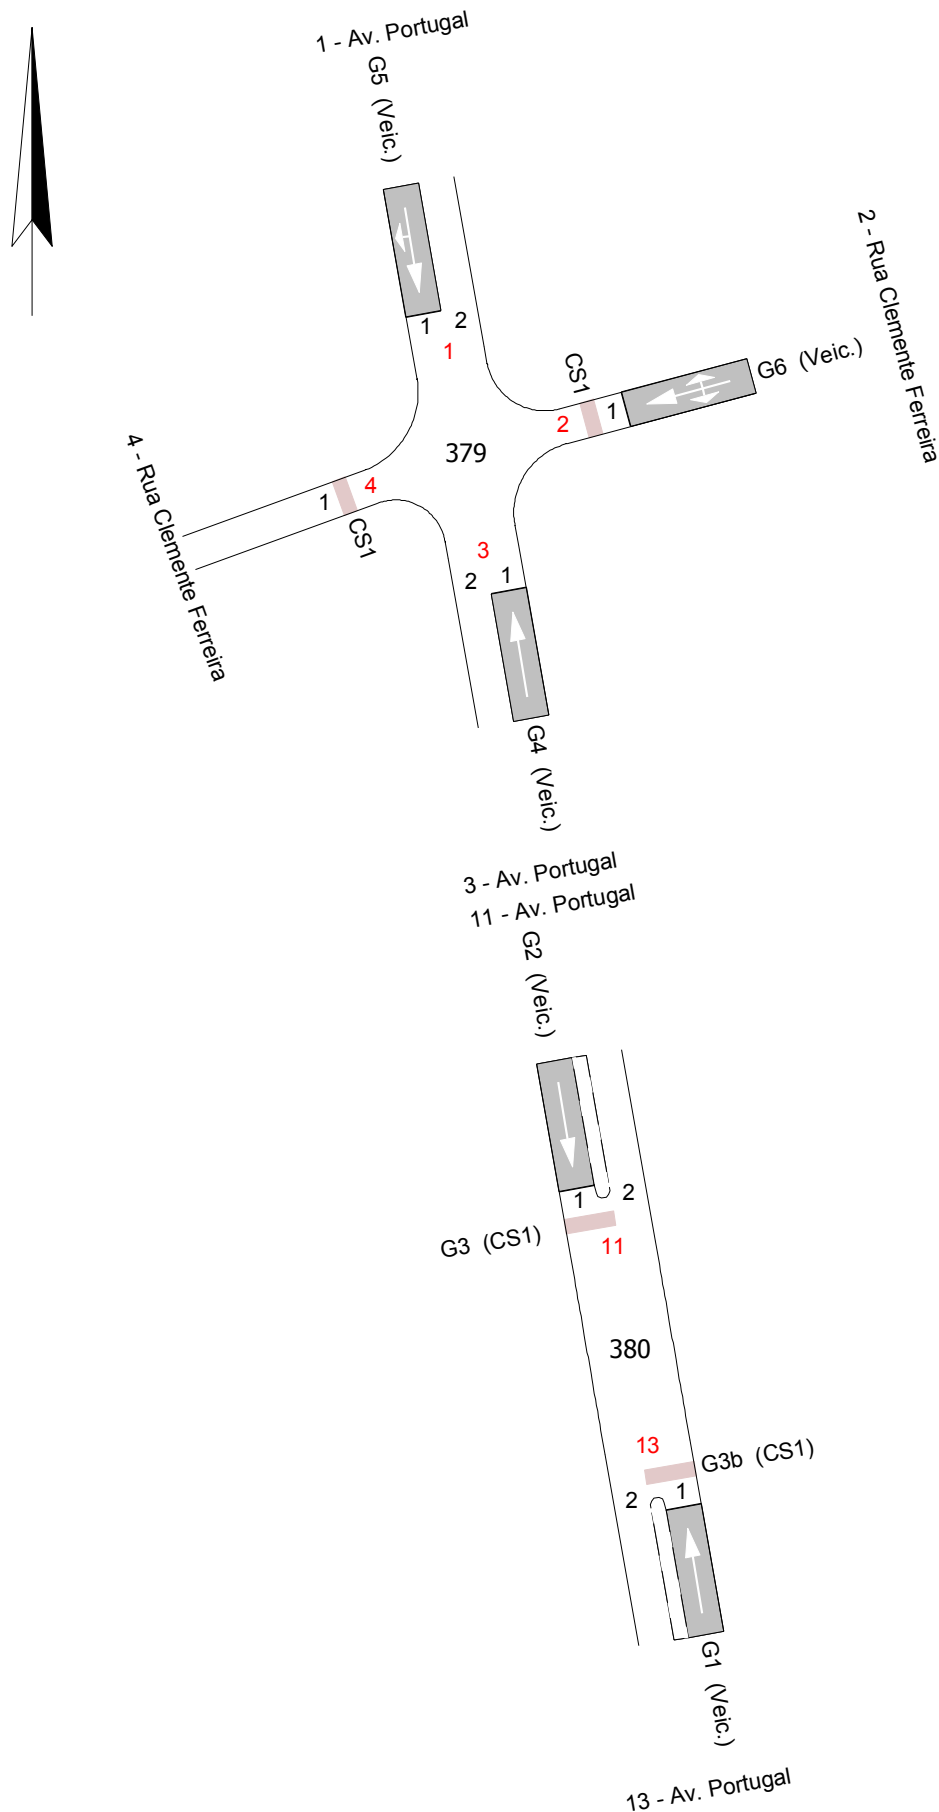 1 - Av. Portugal
G5 (Veic.)
2 - Rua Clemente Ferreira
1
2
1
CS1
G6 (Veic.)
2
1
379
4 - Rua Clemente Ferreira
1
4
CS1
3
2
1
G4 (Veic.)
3 - Av. Portugal
11 - Av. Portugal
G2 (Veic.)
1
2
G3 (CS1)
11
380
13
G3b (CS1)
2
1
G1 (Veic.)
13 - Av. Portugal